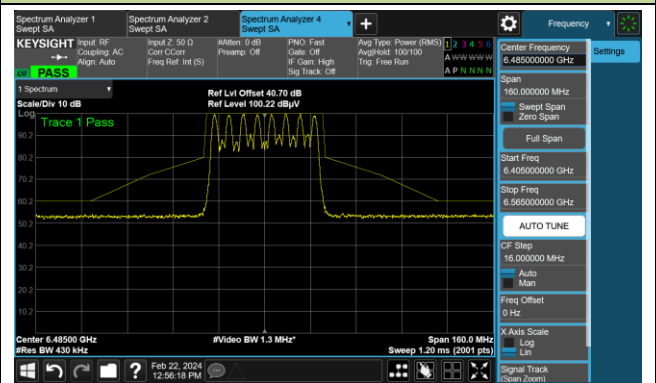 Spectrum Analyzer 1
Swept SA
Spectrum Analyzer 2
Swept SA
Spectrum Analyzer 4
Swept SA
Frequency
KEYSIGHT
Input: RF
Coupling: AC
Align: Auto
Input Z: 50 Ω
Corr CCorr
Freq Ref: Int (S)
#Atten: 0 dB
Preamp: Off
PNO: Fast
Gate: Off
IF Gain: High
Sig Track: Off
Avg Type: Power (RMS)
Avg|Hold: 100/100
Trig: Free Run
1 2 3 4 5 6
A W W W W W
A P N N N N
PASS
1 Spectrum
Scale/Div 10 dB
Ref Lvl Offset 40.70 dB
Ref Level 100.22 dBµV
Log
Trace 1 Pass
90.2
80.2
70.2
60.2
50.2
40.2
30.2
20.2
10.2
Center 6.48500 GHz
#Res BW 430 kHz
#Video BW 1.3 MHz*
Span 160.0 MHz
Sweep 1.20 ms (2001 pts)
Center Frequency
6.485000000 GHz
Settings
Span
160.000000 MHz
Swept Span
Zero Span
Full Span
Start Freq
6.405000000 GHz
Stop Freq
6.565000000 GHz
AUTO TUNE
CF Step
16.000000 MHz
Auto
Man
Freq Offset
0 Hz
X Axis Scale
Log
Lin
Signal Track
(Span Zoom)
?
Feb 22, 2024
12:56:18 PM